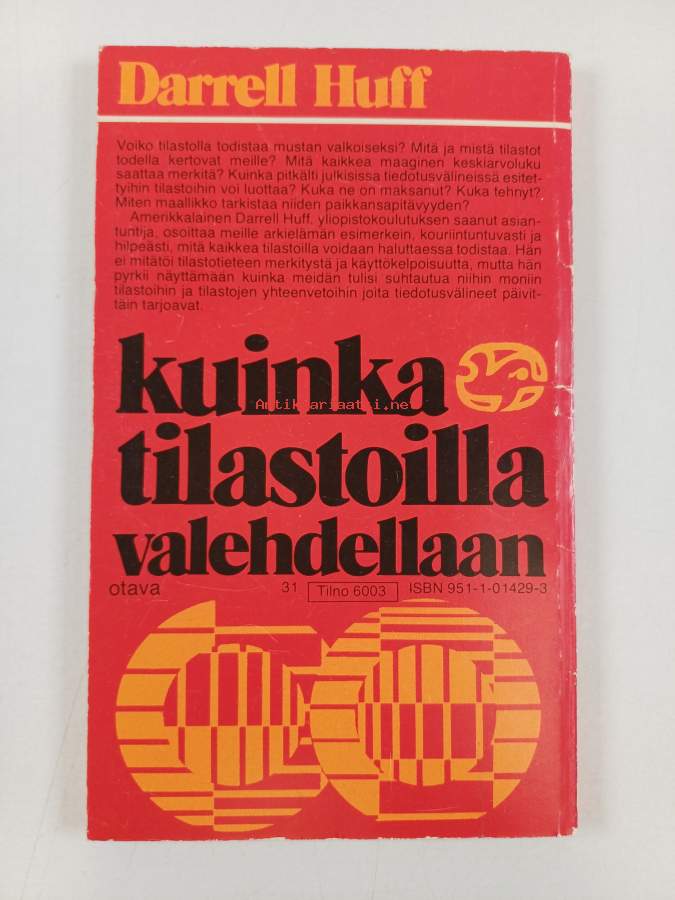 Darrell Huff
Voiko tilastolla todistaa mustan valkoiseksi? Mitä ja mistä tilastot
todella kertovat meille? Mitä kaikkea maaginen keskiarvoluku
saattaa merkitä? Kuinka pitkälti julkisissa tiedotusvälineissä esitet-
tyihin tilastoihin voi luottaa? Kuka ne on maksanut? Kuka tehnyt?
Miten maallikko tarkistaa niiden paikkansapitävyyden?
Amerikkalainen Darrell Huff, yliopistokoulutuksen saanut asian-
tuntija, osoittaa meille arkielämän esimerkein, kouriintuntuvasti ja
hilpeästi, mitä kaikkea tilastoilla voidaan haluttaessa todistaa. Hän
ei mitätöi tilastotieteen merkitystä ja käyttökelpoisuutta, mutta hän
pyrkii näyttämään kuinka meidän tulisi suhtautua niihin moniin
tilastoihin ja tilastojen yhteenvetoihin joita tiedotusvälineet päivit-
täin tarjoavat.
kuinka
Antikvariaatti.net
tilastoilla
valehdellaan
otava 31 Tilno 6003 ISBN 951-1-01429-3